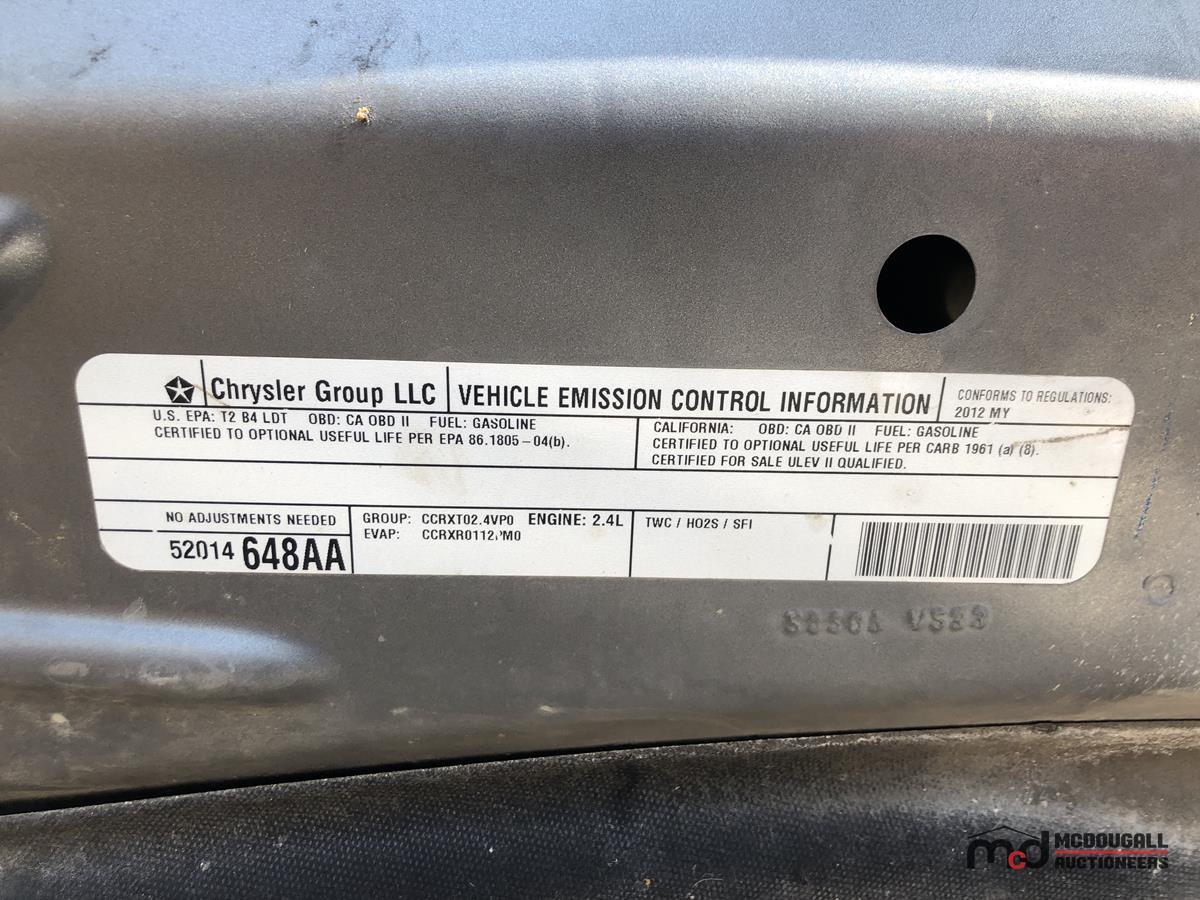 Chrysler Group LLC
VEHICLE EMISSION CONTROL INFORMATION
CONFORMS TO REGULATIONS:
2012 MY
U.S. EPA: T2 B4 LDT OBD: CA OBD II FUEL: GASOLINE
CERTIFIED TO OPTIONAL USEFUL LIFE PER EPA 86.1805-04(b).
CALIFORNIA: OBD: CA OBD II FUEL: GASOLINE
CERTIFIED TO OPTIONAL USEFUL LIFE PER CARB 1961 (a) (8).
CERTIFIED FOR SALE ULEV II QUALIFIED.
NO ADJUSTMENTS NEEDED
52014 648AA
GROUP: CCRXT02.4VP0 ENGINE: 2.4L
EVAP:
TWC / HO2S / SFI
mcd MCDOUGALL
AUCTIONEERS